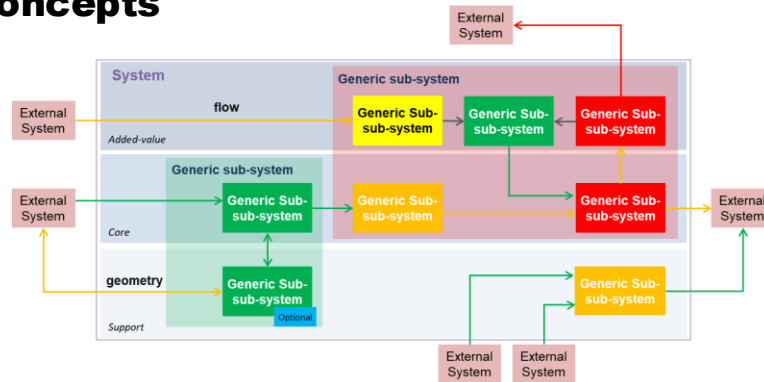 oncepts
External
System
System
Generic sub-system
flow
External
System
Generic Sub-
sub-system
Generic Sub-
sub-system
Generic Sub-
sub-system
Added-value
Generic sub-system
External
System
Generic Sub-
sub-system
Generic Sub-
sub-system
Generic Sub-
sub-system
External
System
Core
geometry
Generic Sub-
sub-system
Optional
Generic Sub-
sub-system
Support
External
System
External
System